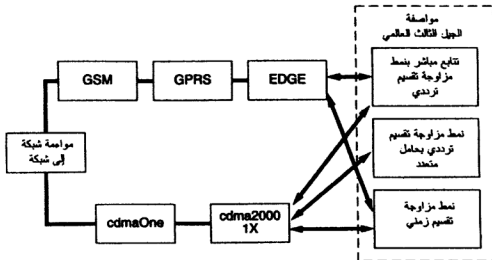 مواصفة
الجيل الثالث العالمي
GSM
GPRS
EDGE
تتابع مباشر بنمط
مزاوجة تقسيم
ترددي
نمط مزاوجة تقسيم
ترددي بحامل
متعدد
مواءمة شبكة
إلى شبكة
cdmaOne
cdma2000
1X
نمط مزاوجة
تقسيم زمني